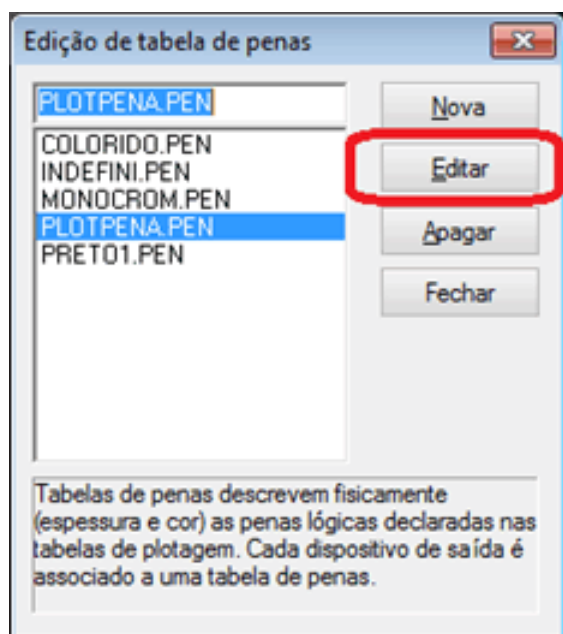 Edição de tabela de penas
PLOTPENA.PEN
Nova
COLORIDO.PEN
INDEFINI.PEN
MONOCROM.PEN
PLOTPENA.PEN
PRETO1.PEN
Editar
Apagar
Fechar
Tabelas de penas descrevem fisicamente
(espessura e cor) as penas lógicas declaradas nas
tabelas de plotagem. Cada dispositivo de saída é
associado a uma tabela de penas.